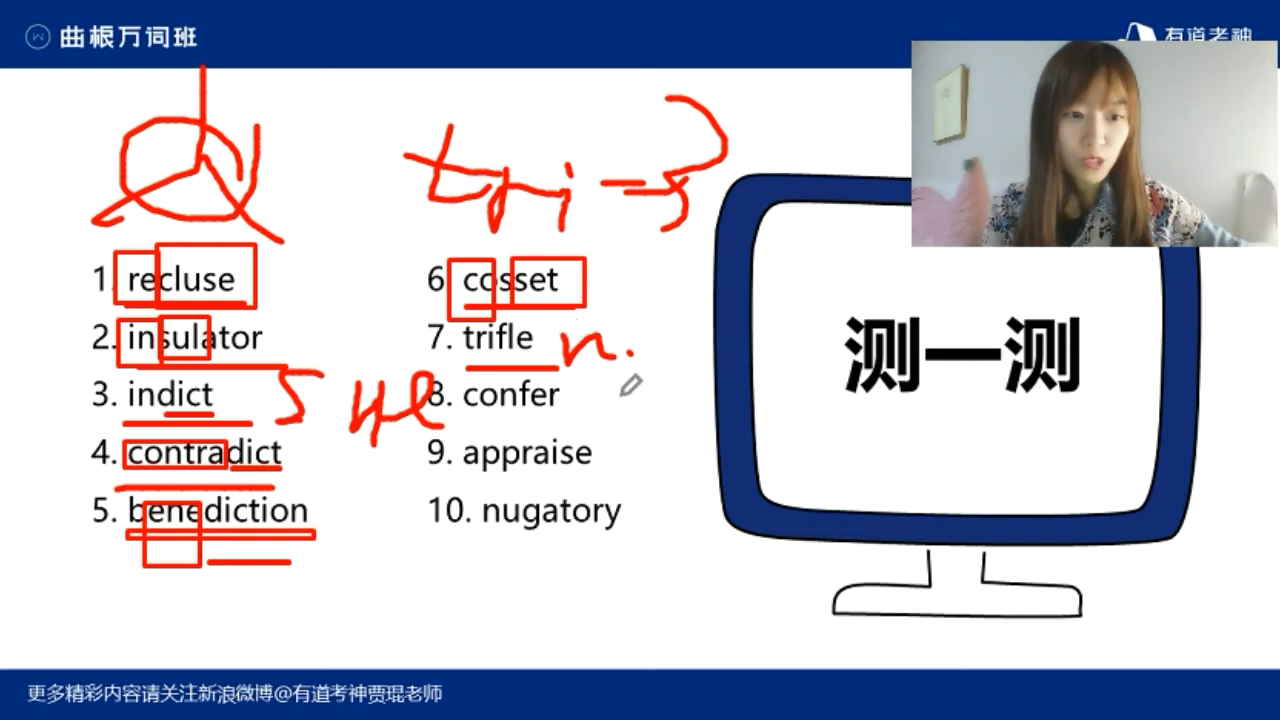 曲根万词班
有道考神
tri-3
1. recluse
2. insulator
3. indict
4. contradict
5. benediction
6 cosset
7. trifle n.
8. confer
9. appraise
10. nugatory
测一测
更多精彩内容请关注新浪微博@有道考神贾琨老师